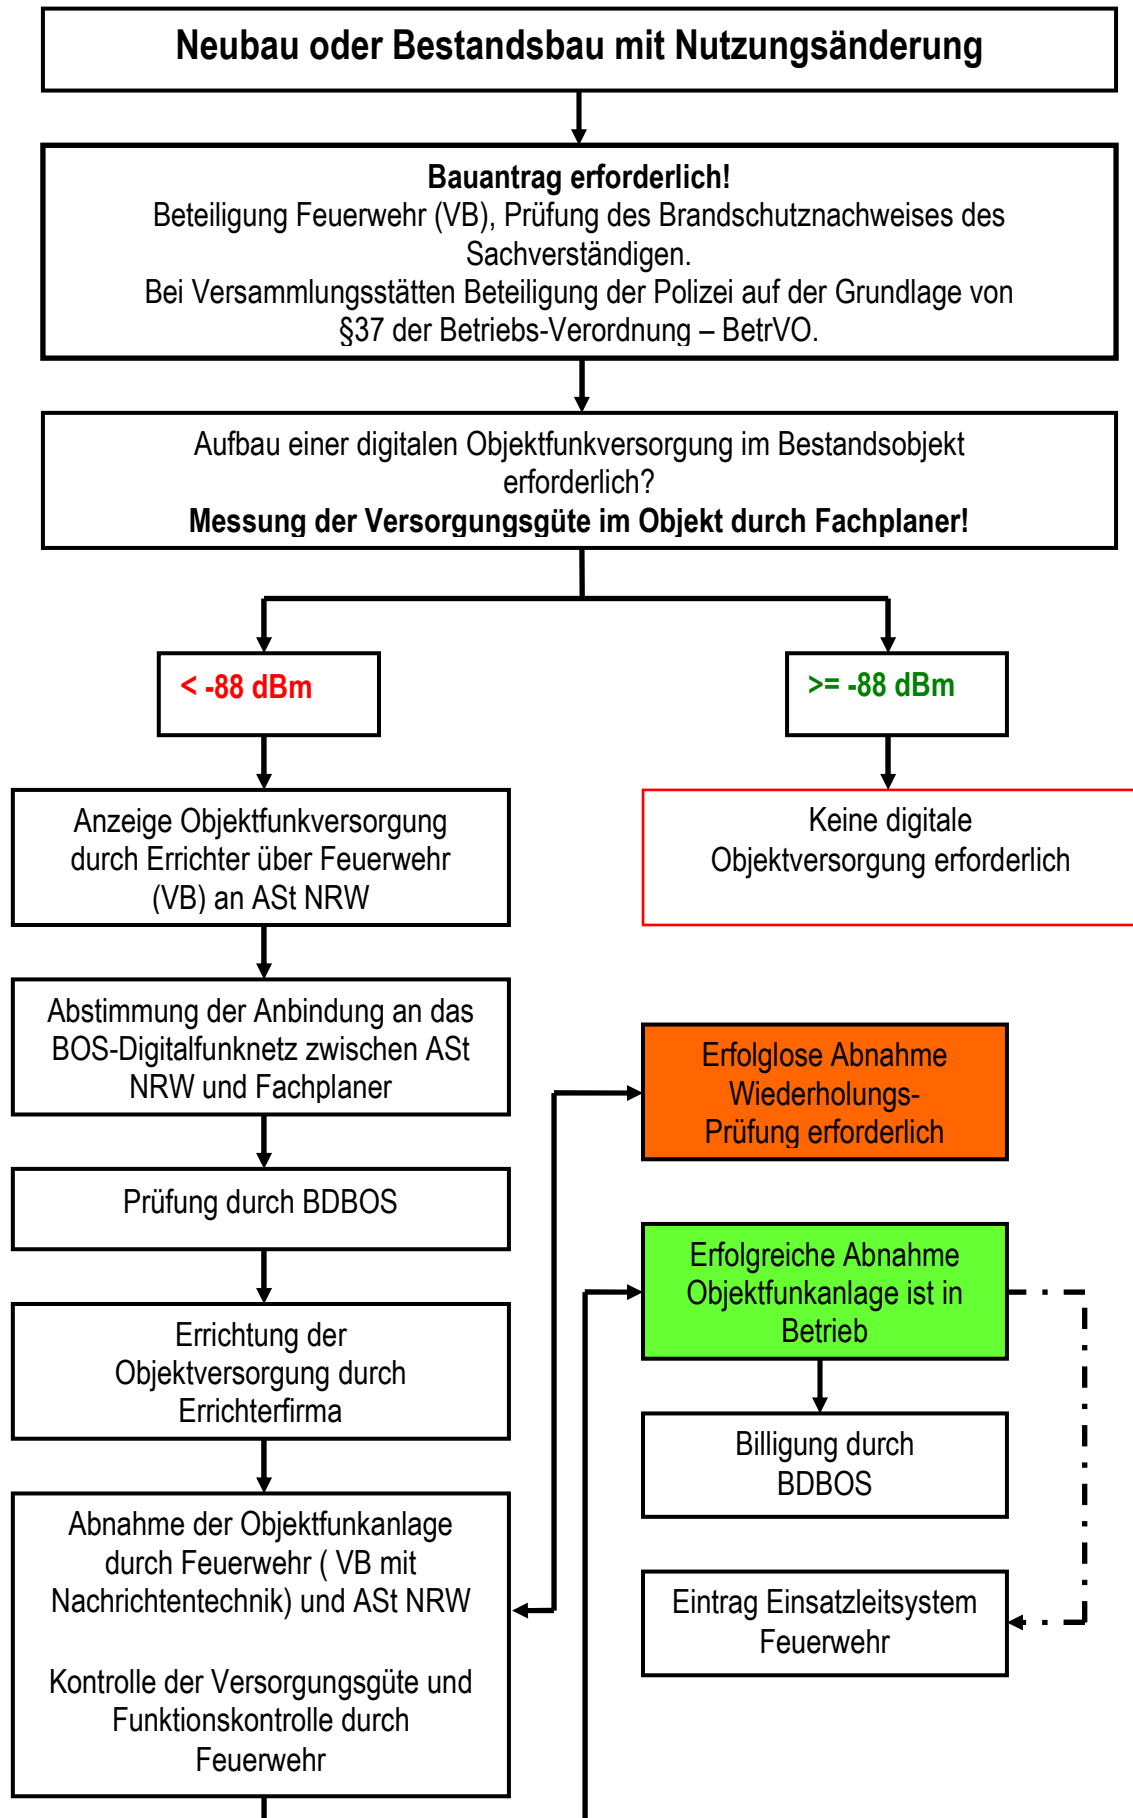 Neubau oder Bestandsbau mit Nutzungsänderung
Bauantrag erforderlich!
Beteiligung Feuerwehr (VB), Prüfung des Brandschutznachweises des
Sachverständigen.
Bei Versammlungsstätten Beteiligung der Polizei auf der Grundlage von
§37 der Betriebs-Verordnung – BetrVO.
Aufbau einer digitalen Objektfunkversorgung im Bestandsobjekt
erforderlich?
Messung der Versorgungsgüte im Objekt durch Fachplaner!
< -88 dBm
>= -88 dBm
Anzeige Objektfunkversorgung
durch Errichter über Feuerwehr
(VB) an ASt NRW
Keine digitale
Objektversorgung erforderlich
Abstimmung der Anbindung an das
BOS-Digitalfunknetz zwischen ASt
NRW und Fachplaner
Erfolglose Abnahme
Wiederholungs-
Prüfung erforderlich
Prüfung durch BDBOS
Erfolgreiche Abnahme
Objektfunkanlage ist in
Betrieb
Errichtung der
Objektversorgung durch
Errichterfirma
Billigung durch
BDBOS
Abnahme der Objektfunkanlage
durch Feuerwehr ( VB mit
Nachrichtentechnik) und ASt NRW
Kontrolle der Versorgungsgüte und
Funktionskontrolle durch
Feuerwehr
Eintrag Einsatzleitsystem
Feuerwehr